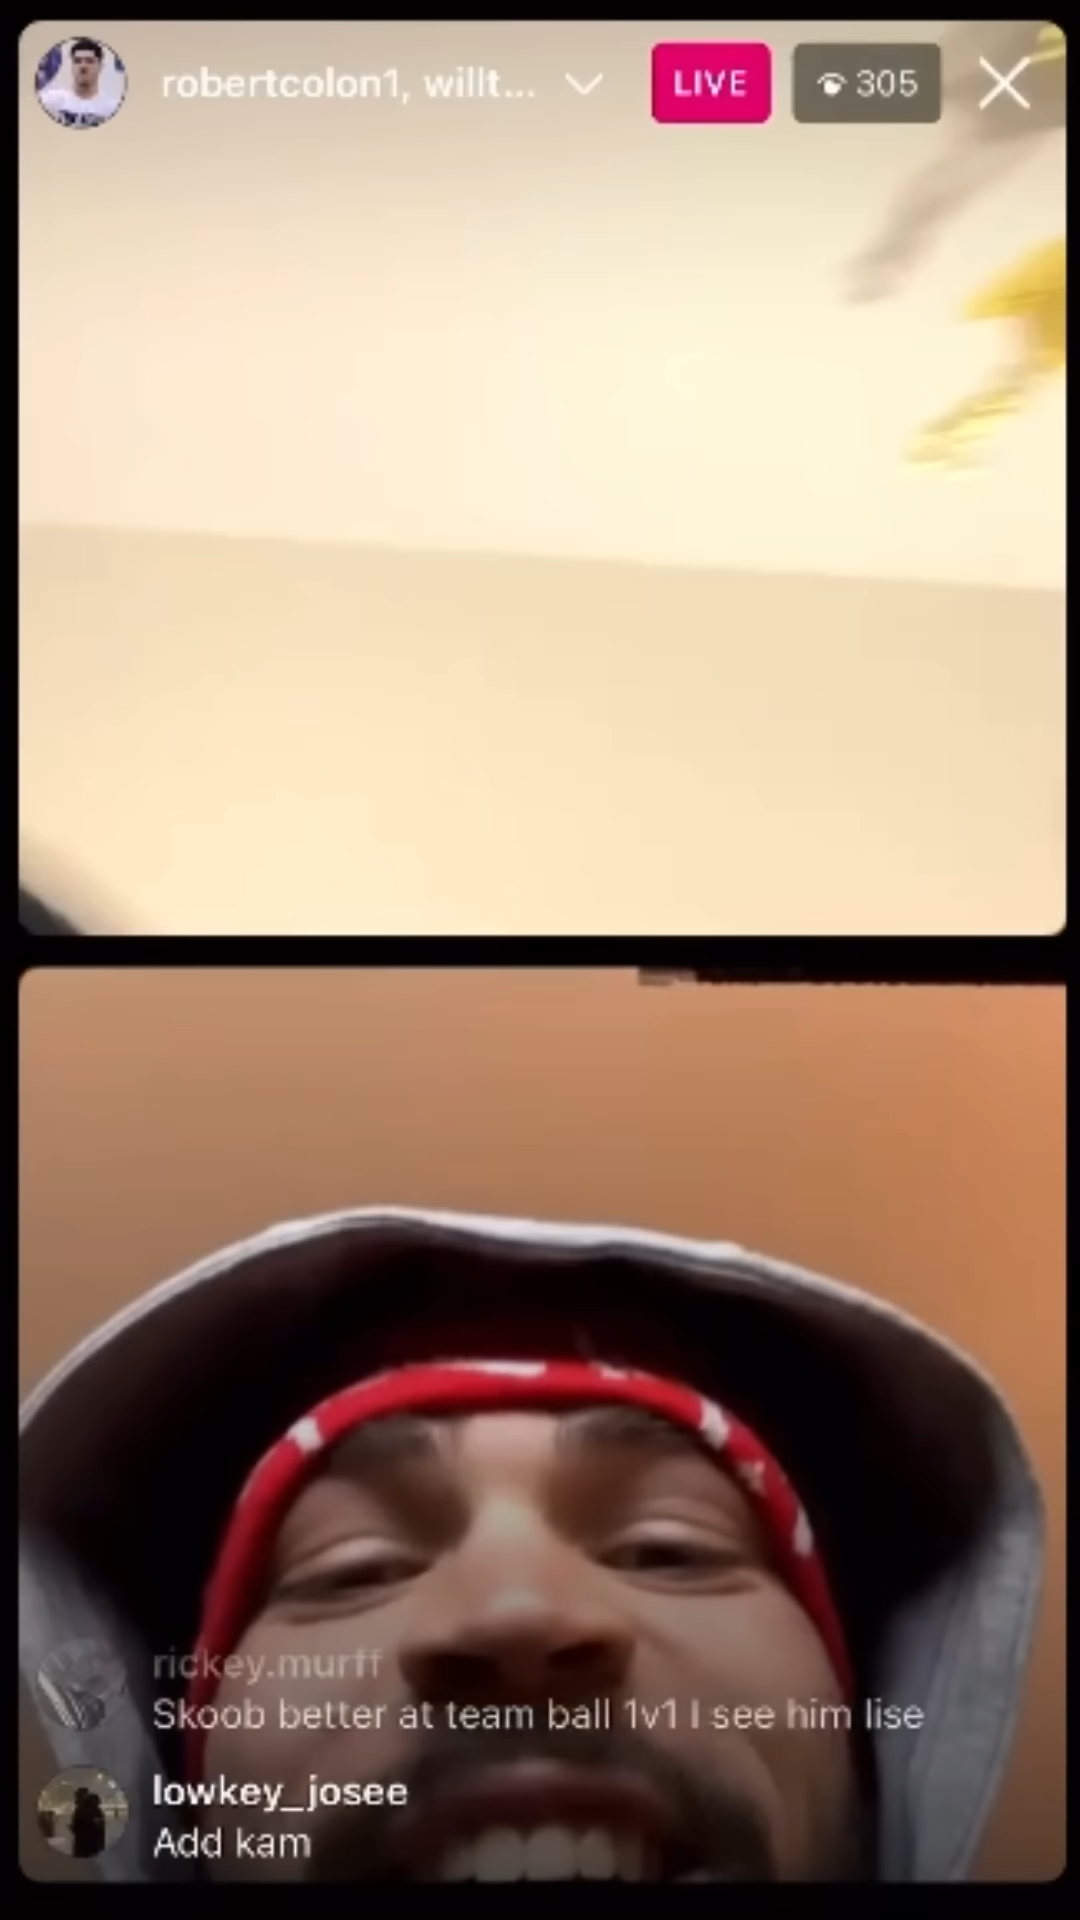 robertcolon1, willt...
LIVE
305
rickey.murff
Skoob better at team ball 1v1 I see him lise
lowkey_josee
Add kam